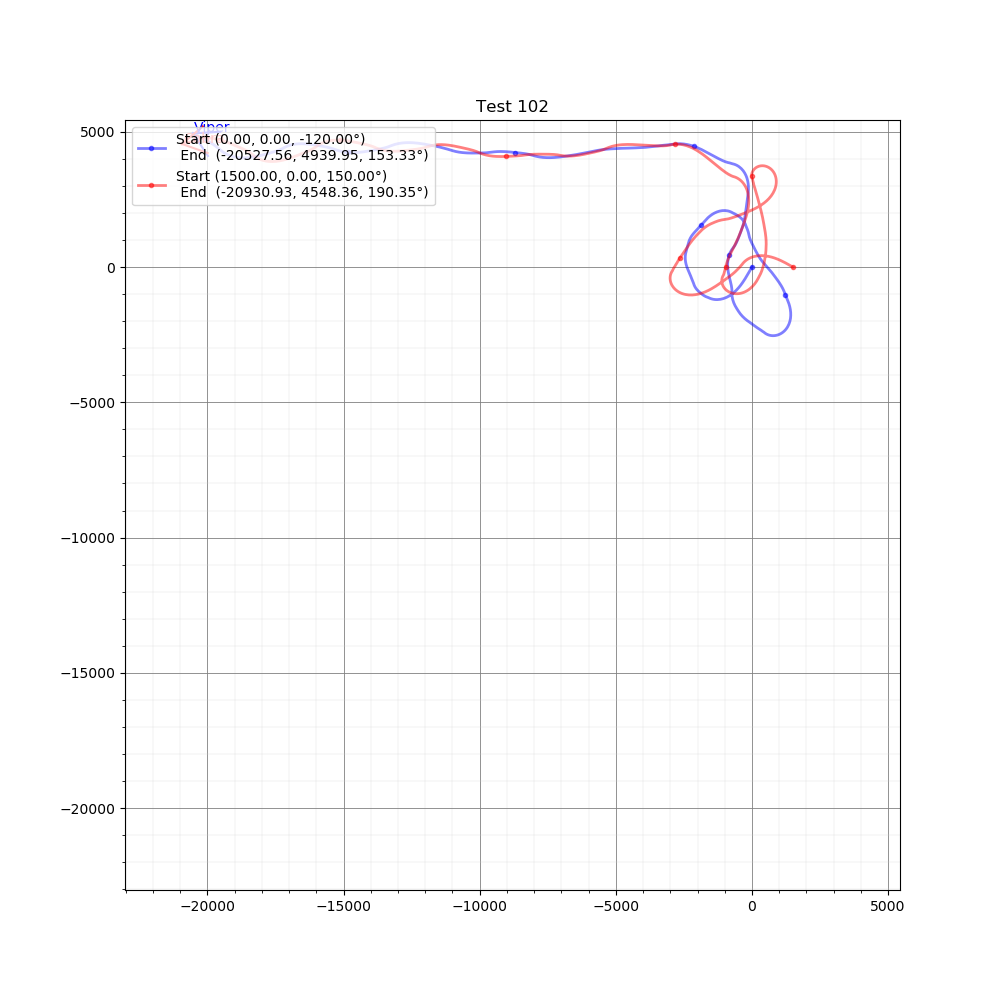 Test 102
Viper
Start (0.00, 0.00, -120.00°)
End (-20527.56, 4939.95, 153.33°)
Start (1500.00, 0.00, 150.00°)
End (-20930.93, 4548.36, 190.35°)
5000
0
−5000
−10000
−15000
−20000
−20000 −15000 −10000 −5000 0 5000